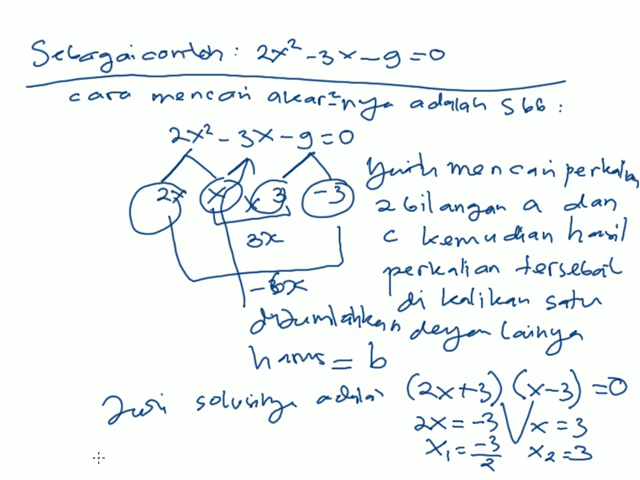 Sebagai contoh : 2x² - 3x - 9 = 0
cara mencari akar²nya adalah sbb :
2x² - 3x - 9 = 0
2x x 3 -3
3x
-6x
Yaitu mencari perkalian
2 bilangan a dan
c kemudian hasil
perkalian tersebut
di kalikan satu
dijumlahkan dengan lainnya
harus = b
Jadi solusinya adalah (2x+3) (x-3) = 0
2x = -3 V x = 3
x₁ = -3/2 x₂ = 3